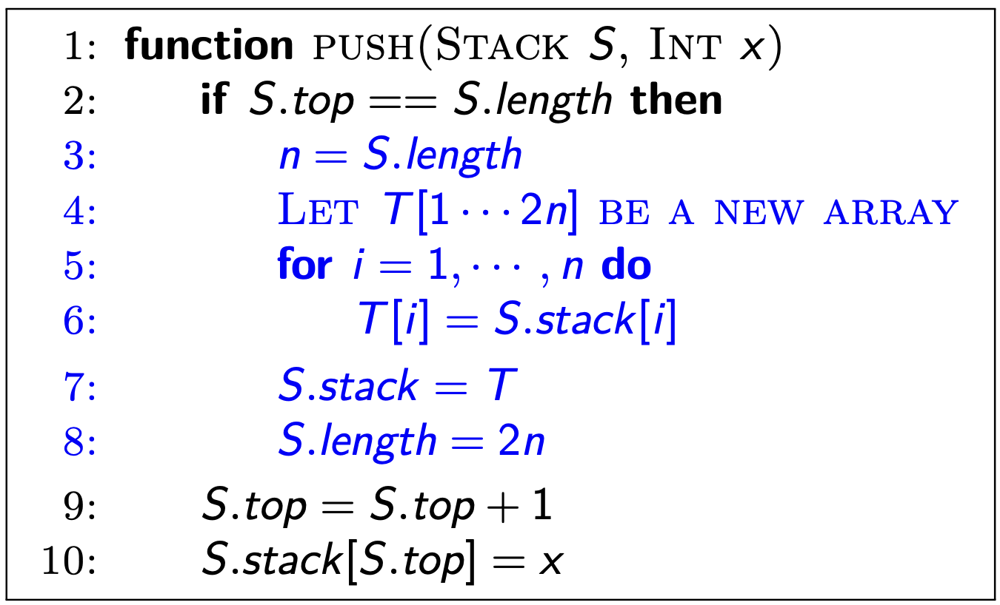 1: function PUSH(STACK S, INT x)
2: if S.top == S.length then
3: n = S.length
4: LET T[1 ··· 2n] BE A NEW ARRAY
5: for i = 1, ··· , n do
6: T[i] = S.stack[i]
7: S.stack = T
8: S.length = 2n
9: S.top = S.top + 1
10: S.stack[S.top] = x